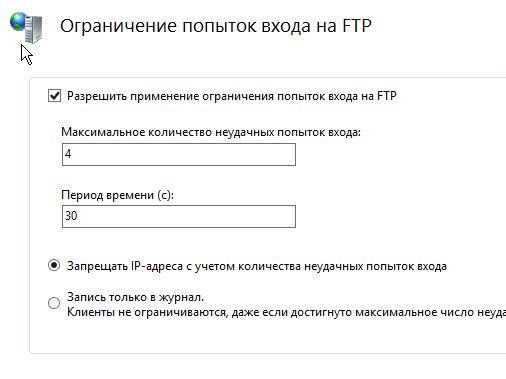 Ограничение попыток входа на FTP
Разрешить применение ограничения попыток входа на FTP
Максимальное количество неудачных попыток входа:
4
Период времени (с):
30
Запрещать IP-адреса с учетом количества неудачных попыток входа
Запись только в журнал.
Клиенты не ограничиваются, даже если достигнуто максимальное число